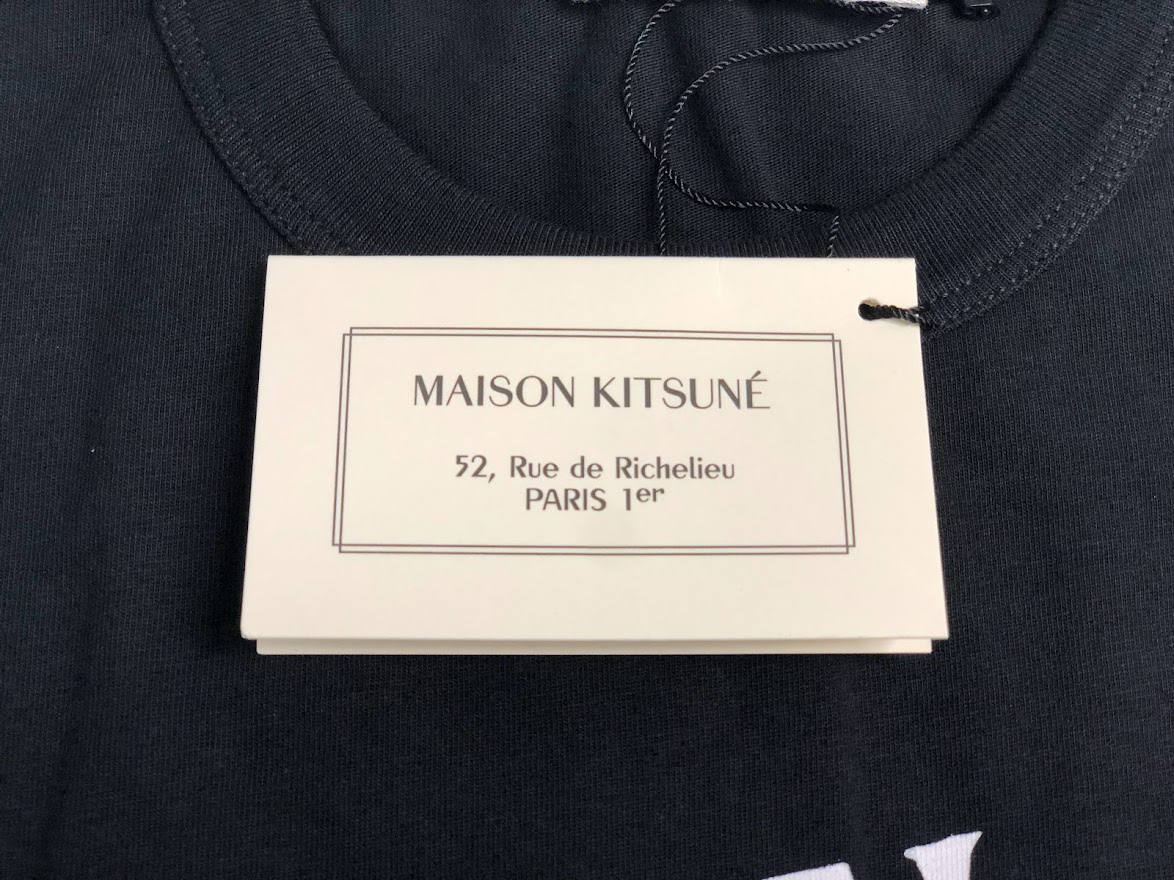 MAISON KITSUNÉ
52, Rue de Richelieu
PARIS 1er